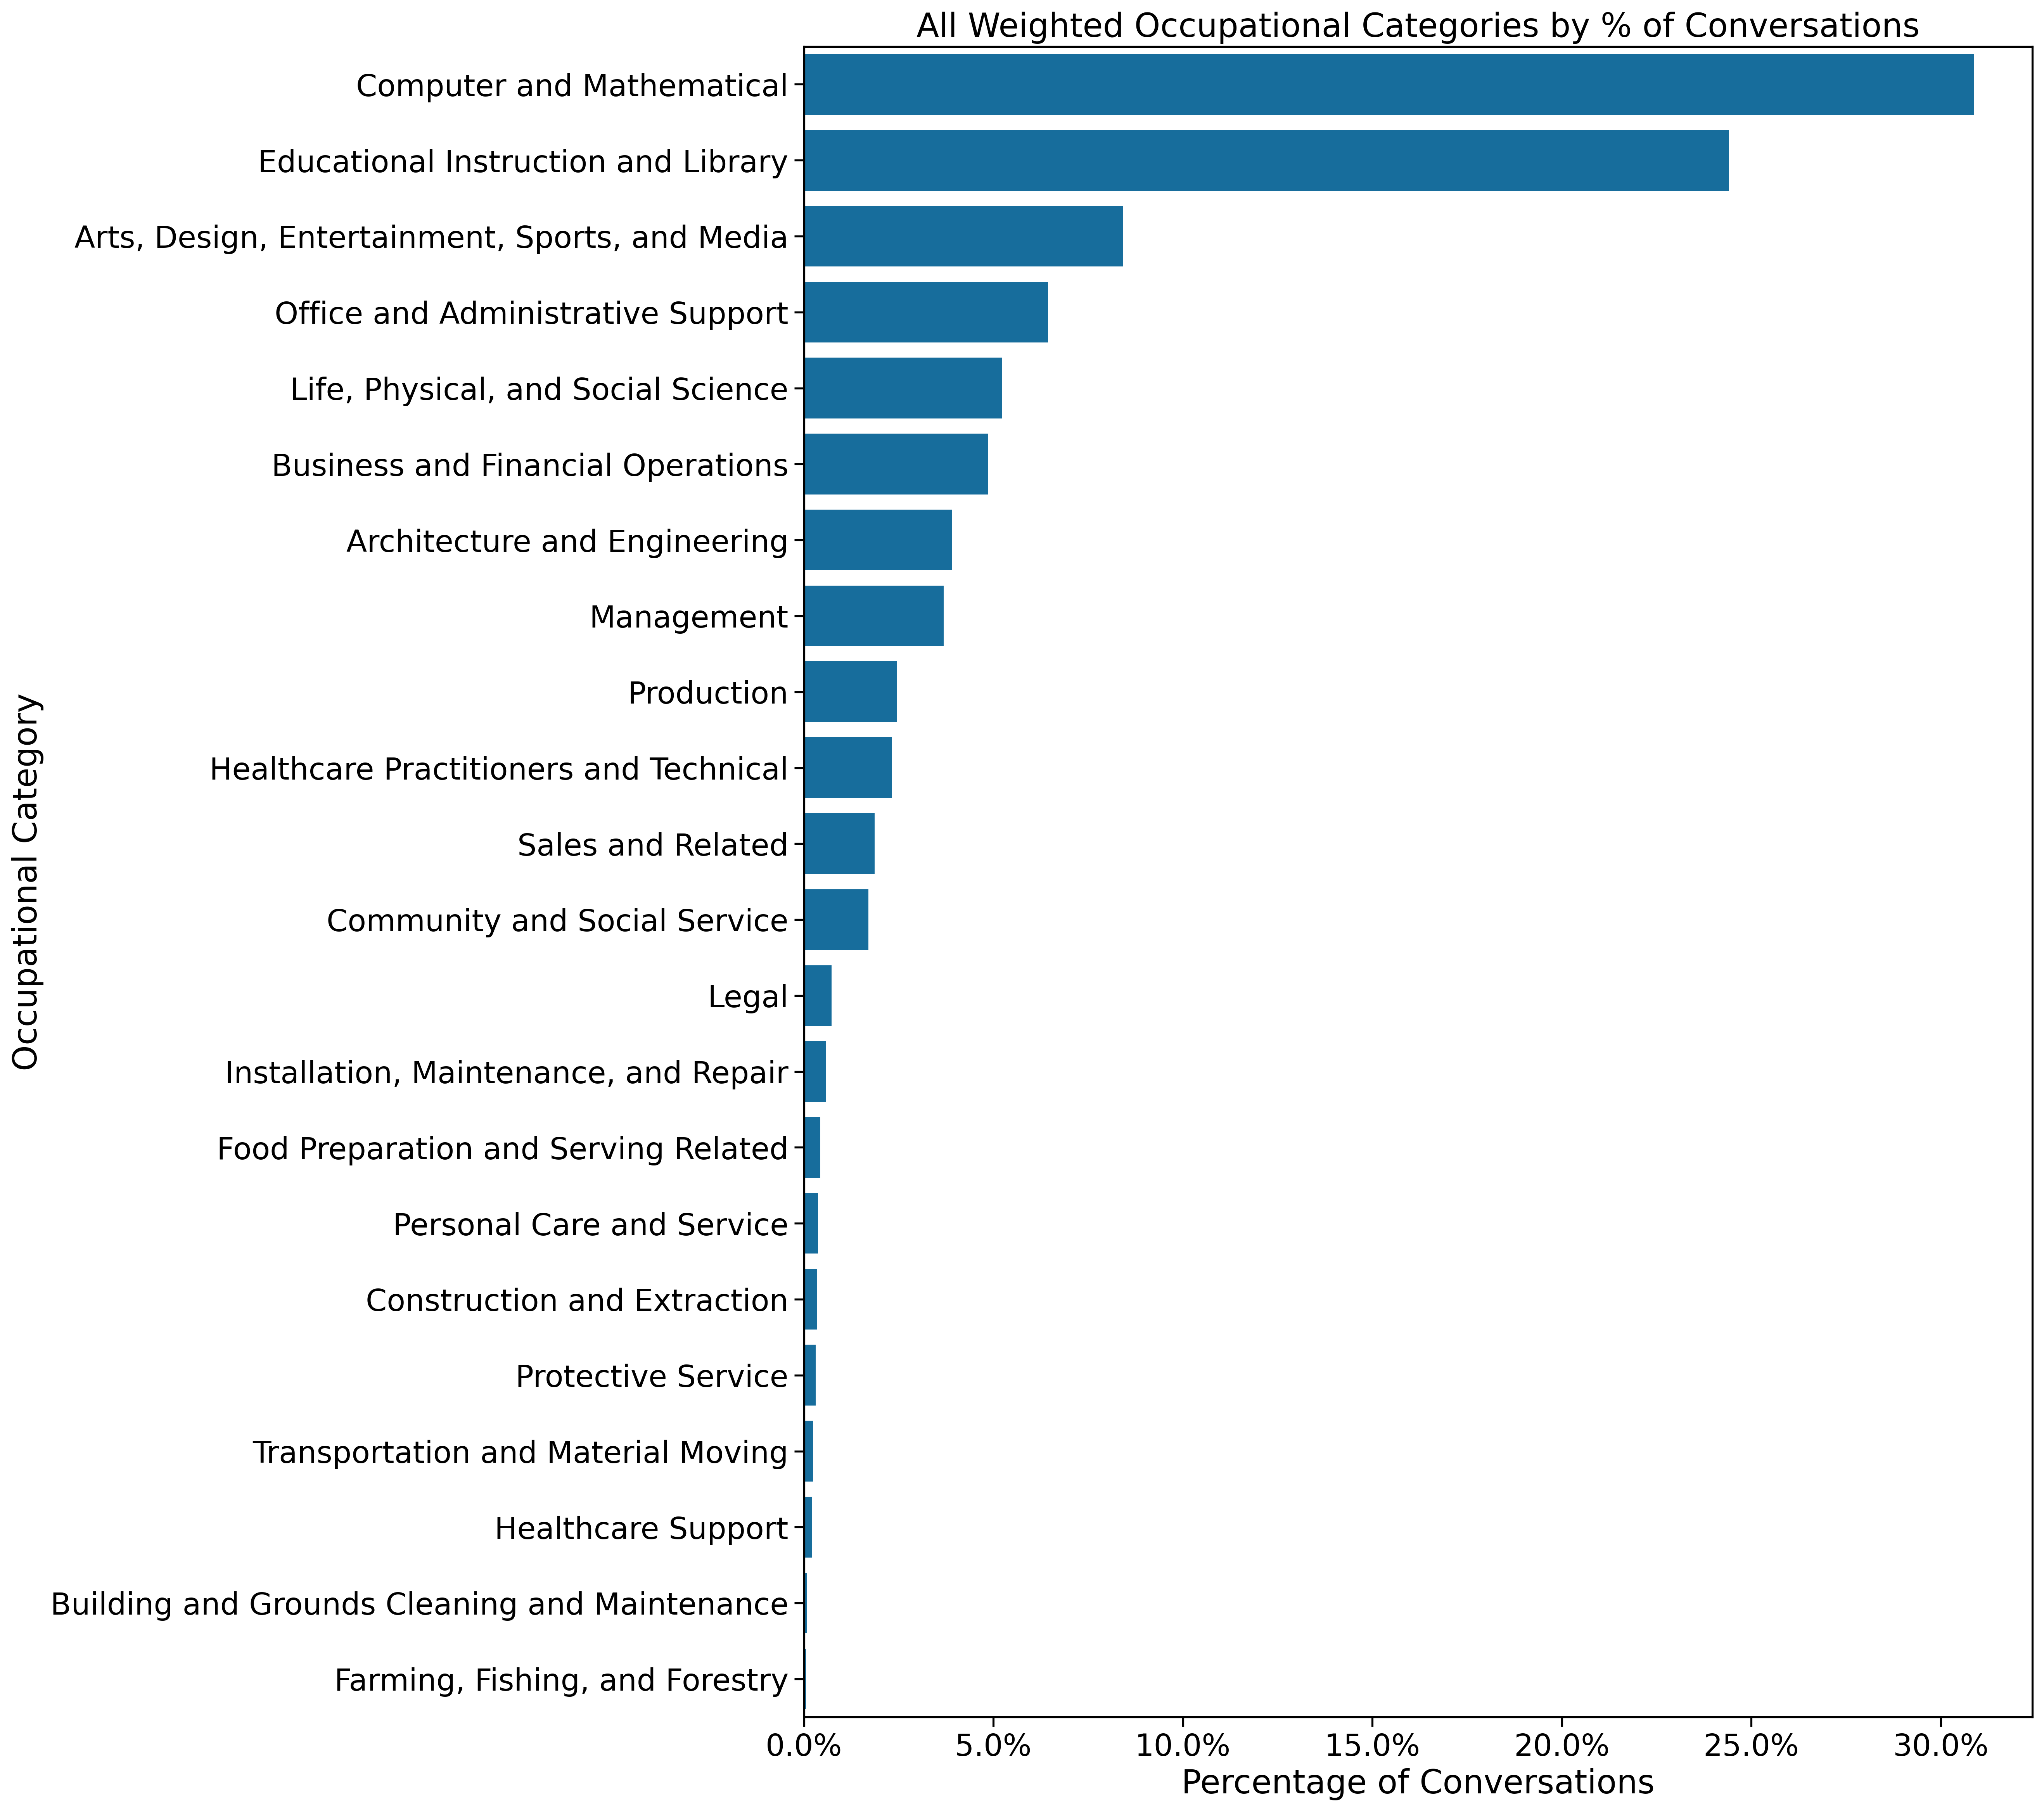 All Weighted Occupational Categories by % of Conversations
Occupational Category
Computer and Mathematical
Educational Instruction and Library
Arts, Design, Entertainment, Sports, and Media
Office and Administrative Support
Life, Physical, and Social Science
Business and Financial Operations
Architecture and Engineering
Management
Production
Healthcare Practitioners and Technical
Sales and Related
Community and Social Service
Legal
Installation, Maintenance, and Repair
Food Preparation and Serving Related
Personal Care and Service
Construction and Extraction
Protective Service
Transportation and Material Moving
Healthcare Support
Building and Grounds Cleaning and Maintenance
Farming, Fishing, and Forestry
0.0% 5.0% 10.0% 15.0% 20.0% 25.0% 30.0%
Percentage of Conversations